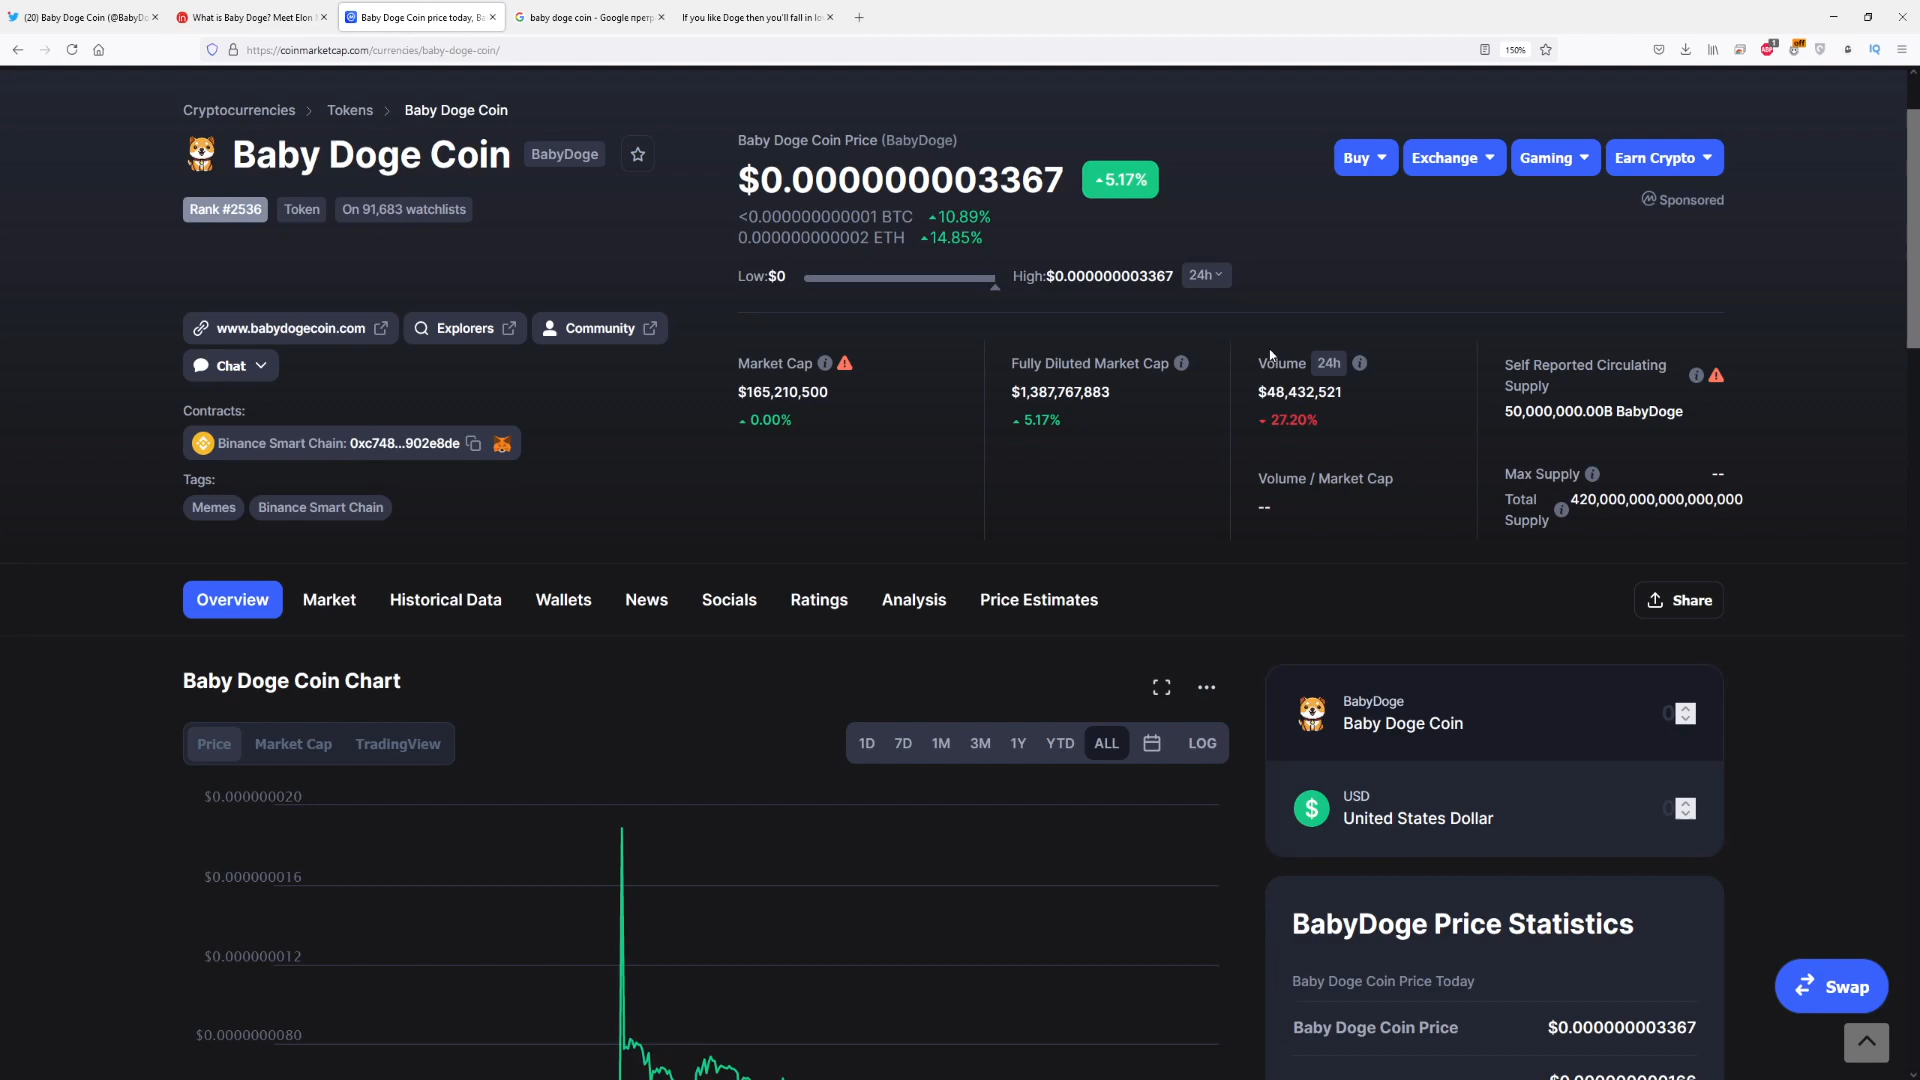 (20) Baby Doge Coin (@BabyDo
What is Baby Doge? Meet Elon
Baby Doge Coin price today, Ba
baby doge coin - Google претр
If you like Doge then you'll fall in lo
https://coinmarketcap.com/currencies/baby-doge-coin/
150%
1
off
IQ
Cryptocurrencies > Tokens > Baby Doge Coin
Baby Doge Coin BabyDoge
Rank #2536 Token On 91,683 watchlists
www.babydogecoin.com Explorers Community
Chat
Contracts:
Binance Smart Chain: 0xc748...902e8de
Tags:
Memes Binance Smart Chain
Baby Doge Coin Price (BabyDoge)
$0.000000003367 5.17%
<0.000000000001 BTC 10.89%
0.000000000002 ETH 14.85%
Low:$0 High:$0.000000003367 24h
Buy Exchange Gaming Earn Crypto
Sponsored
Market Cap
$165,210,500
0.00%
Fully Diluted Market Cap
$1,387,767,883
5.17%
Volume 24h
$48,432,521
27.20%
Volume / Market Cap
--
Self Reported Circulating
Supply
50,000,000.00B BabyDoge
Max Supply --
Total
Supply
420,000,000,000,000,000
Overview Market Historical Data Wallets News Socials Ratings Analysis Price Estimates
Share
Baby Doge Coin Chart
Price Market Cap TradingView
1D 7D 1M 3M 1Y YTD ALL LOG
$0.000000020
$0.000000016
$0.000000012
$0.0000000080
BabyDoge
Baby Doge Coin
0
USD
United States Dollar
0
BabyDoge Price Statistics
Baby Doge Coin Price Today
Baby Doge Coin Price $0.000000003367
Swap